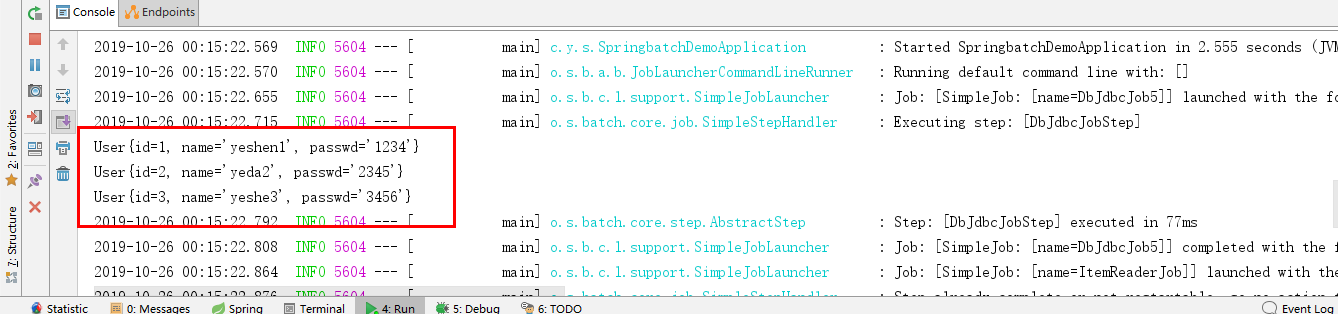 Console Endpoints
2019-10-26 00:15:22.569 INFO 5604 --- [ main] c.y.s.SpringbatchDemoApplication : Started SpringbatchDemoApplication in 2.555 seconds (JVM
2019-10-26 00:15:22.570 INFO 5604 --- [ main] o.s.b.a.b.JobLauncherCommandLineRunner : Running default command line with: []
2019-10-26 00:15:22.655 INFO 5604 --- [ main] o.s.b.c.l.support.SimpleJobLauncher : Job: [SimpleJob: [name=DbJdbcJob5]] launched with the fo
2019-10-26 00:15:22.715 INFO 5604 --- [ main] o.s.batch.core.job.SimpleStepHandler : Executing step: [DbJdbcJobStep]
User{id=1, name='yeshen1', passwd='1234'}
User{id=2, name='yeda2', passwd='2345'}
User{id=3, name='yeshe3', passwd='3456'}
2019-10-26 00:15:22.792 INFO 5604 --- [ main] o.s.batch.core.step.AbstractStep : Step: [DbJdbcJobStep] executed in 77ms
2019-10-26 00:15:22.808 INFO 5604 --- [ main] o.s.b.c.l.support.SimpleJobLauncher : Job: [SimpleJob: [name=DbJdbcJob5]] completed with the f
2019-10-26 00:15:22.864 INFO 5604 --- [ main] o.s.b.c.l.support.SimpleJobLauncher : Job: [SimpleJob: [name=ItemReaderJob]] launched with the
2: Favorites
7: Structure
Statistic 0: Messages Spring Terminal 4: Run 5: Debug 6: TODO Event Log